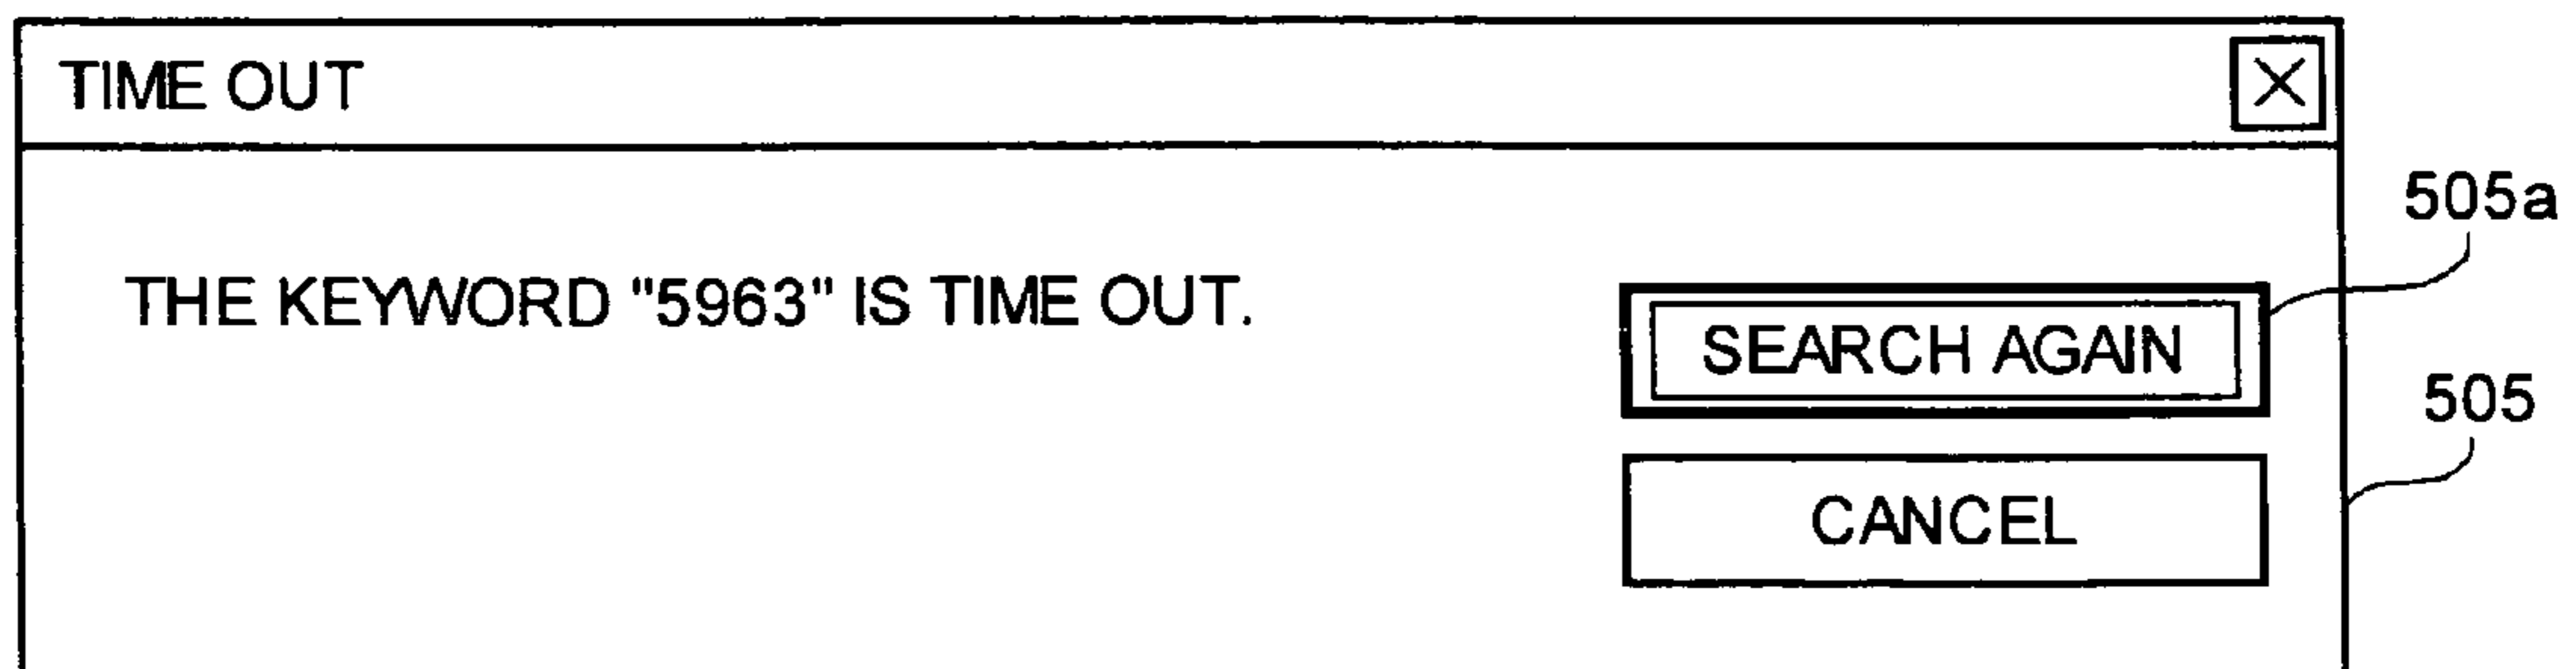 TIME OUT
505a
THE KEYWORD "5963" IS TIME OUT.
SEARCH AGAIN
505
CANCEL